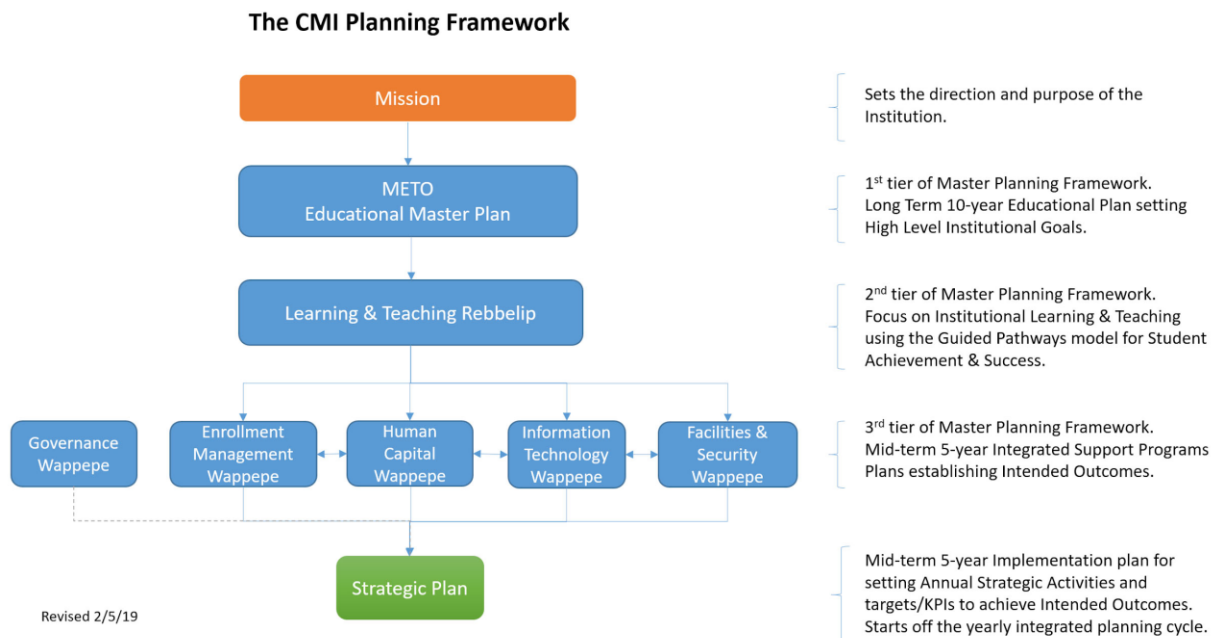 The CMI Planning Framework
Mission
Sets the direction and purpose of the
Institution.
METO
Educational Master Plan
1st tier of Master Planning Framework.
Long Term 10-year Educational Plan setting
High Level Institutional Goals.
Learning & Teaching Rebbelip
2nd tier of Master Planning Framework.
Focus on Institutional Learning & Teaching
using the Guided Pathways model for Student
Achievement & Success.
Governance
Wappepe
Enrollment
Management
Wappepe
Human
Capital
Wappepe
Information
Technology
Wappepe
Facilities &
Security
Wappepe
3rd tier of Master Planning Framework.
Mid-term 5-year Integrated Support Programs
Plans establishing Intended Outcomes.
Strategic Plan
Mid-term 5-year Implementation plan for
setting Annual Strategic Activities and
targets/KPIs to achieve Intended Outcomes.
Starts off the yearly integrated planning cycle.
Revised 2/5/19